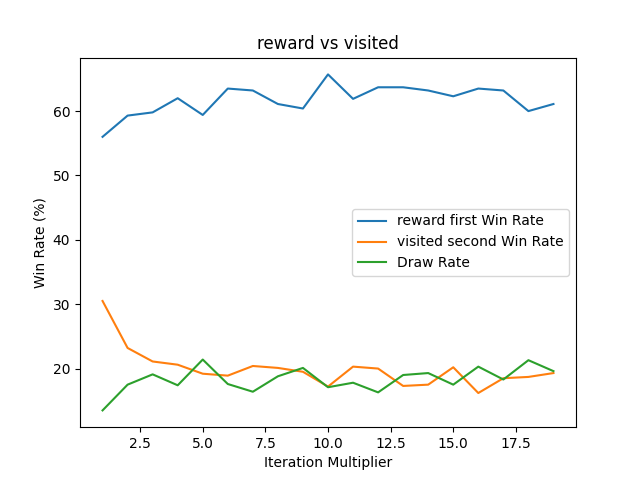 reward vs visited
Win Rate (%)
60
50
40
30
20
reward first Win Rate
visited second Win Rate
Draw Rate
2.5 5.0 7.5 10.0 12.5 15.0 17.5
Iteration Multiplier